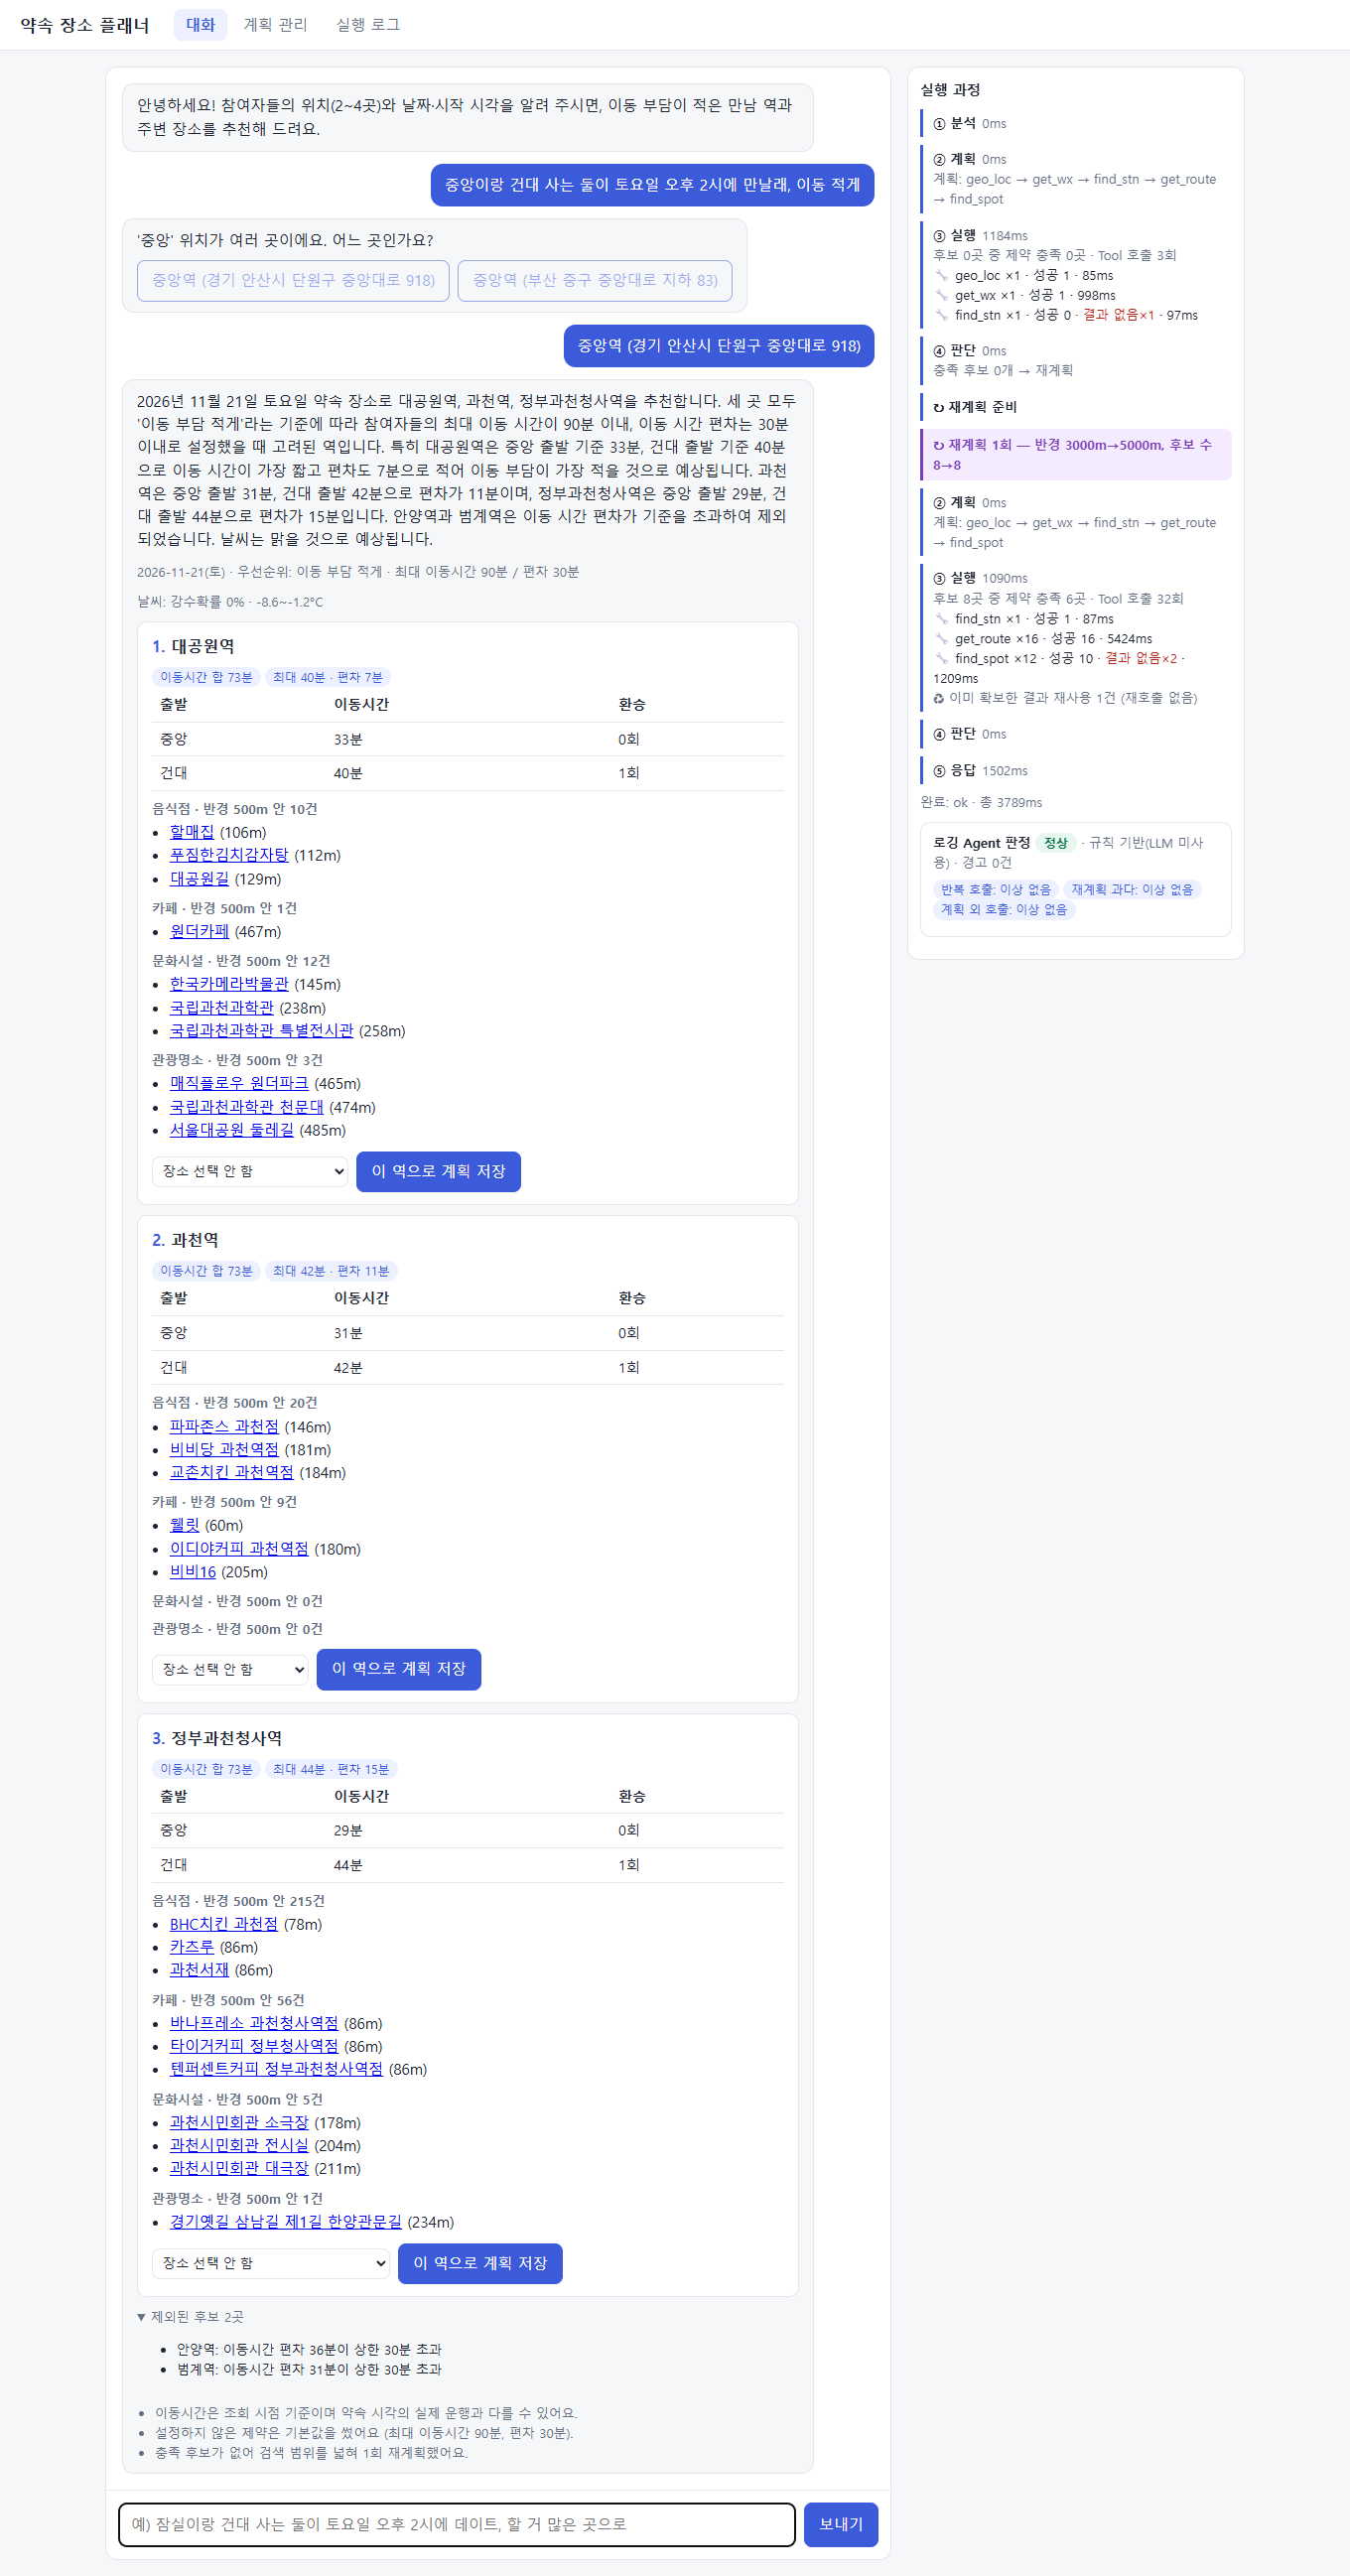 약속 장소 플래너 대화 계획 관리 실행 로그
안녕하세요! 참여자들의 위치(2~4곳)와 날짜·시작 시각을 알려 주시면, 이동 부담이 적은 만남 역과
주변 장소를 추천해 드려요.
중앙이랑 건대 사는 둘이 토요일 오후 2시에 만날래, 이동 적게
'중앙' 위치가 여러 곳이에요. 어느 곳인가요?
중앙역 (경기 안산시 단원구 중앙대로 918) 중앙역 (부산 중구 중앙대로 지하 83)
중앙역 (경기 안산시 단원구 중앙대로 918)
2026년 11월 21일 토요일 약속 장소로 대공원역, 과천역, 정부과천청사역을 추천합니다. 세 곳 모두
'이동 부담 적게'라는 기준에 따라 참여자들의 최대 이동 시간이 90분 이내, 이동 시간 편차는 30분
이내로 설정했을 때 고려된 역입니다. 특히 대공원역은 중앙 출발 기준 33분, 건대 출발 기준 40분
으로 이동 시간이 가장 짧고 편차도 7분으로 적어 이동 부담이 가장 적을 것으로 예상됩니다. 과천
역은 중앙 출발 31분, 건대 출발 42분으로 편차가 11분이며, 정부과천청사역은 중앙 출발 29분, 건
대 출발 44분으로 편차가 15분입니다. 안양역과 범계역은 이동 시간 편차가 기준을 초과하여 제외
되었습니다. 날씨는 맑을 것으로 예상됩니다.
2026-11-21(토) · 우선순위: 이동 부담 적게 · 최대 이동시간 90분 / 편차 30분
날씨: 강수확률 0% · -8.6~-1.2°C
1. 대공원역
이동시간 합 73분 최대 40분 · 편차 7분
출발 이동시간 환승
중앙 33분 0회
건대 40분 1회
음식점 · 반경 500m 안 10건
• 할매집 (106m)
• 푸짐한김치감자탕 (112m)
• 대공원길 (129m)
카페 · 반경 500m 안 1건
• 원더카페 (467m)
문화시설 · 반경 500m 안 12건
• 한국카메라박물관 (145m)
• 국립과천과학관 (238m)
• 국립과천과학관 특별전시관 (258m)
관광명소 · 반경 500m 안 3건
• 매직플로우 원더파크 (465m)
• 국립과천과학관 천문대 (474m)
• 서울대공원 둘레길 (485m)
장소 선택 안 함 이 역으로 계획 저장
2. 과천역
이동시간 합 73분 최대 42분 · 편차 11분
출발 이동시간 환승
중앙 31분 0회
건대 42분 1회
음식점 · 반경 500m 안 20건
• 파파존스 과천점 (146m)
• 비비당 과천역점 (181m)
• 교촌치킨 과천역점 (184m)
카페 · 반경 500m 안 9건
• 웰릿 (60m)
• 이디야커피 과천역점 (180m)
• 비비16 (205m)
문화시설 · 반경 500m 안 0건
관광명소 · 반경 500m 안 0건
장소 선택 안 함 이 역으로 계획 저장
3. 정부과천청사역
이동시간 합 73분 최대 44분 · 편차 15분
출발 이동시간 환승
중앙 29분 0회
건대 44분 1회
음식점 · 반경 500m 안 215건
• BHC치킨 과천점 (78m)
• 카츠루 (86m)
• 과천서재 (86m)
카페 · 반경 500m 안 56건
• 바나프레소 과천청사역점 (86m)
• 타이거커피 정부청사역점 (86m)
• 텐퍼센트커피 정부과천청사역점 (86m)
문화시설 · 반경 500m 안 5건
• 과천시민회관 소극장 (178m)
• 과천시민회관 전시실 (204m)
• 과천시민회관 대극장 (211m)
관광명소 · 반경 500m 안 1건
• 경기옛길 삼남길 제1길 한양관문길 (234m)
장소 선택 안 함 이 역으로 계획 저장
▼ 제외된 후보 2곳
• 안양역: 이동시간 편차 36분이 상한 30분 초과
• 범계역: 이동시간 편차 31분이 상한 30분 초과
• 이동시간은 조회 시점 기준이며 약속 시각의 실제 운행과 다를 수 있어요.
• 설정하지 않은 제약은 기본값을 썼어요 (최대 이동시간 90분, 편차 30분).
• 충족 후보가 없어 검색 범위를 넓혀 1회 재계획했어요.
예) 잠실이랑 건대 사는 둘이 토요일 오후 2시에 데이트, 할 거 많은 곳으로 보내기
실행 과정
① 분석 0ms
② 계획 0ms
계획: geo_loc → get_wx → find_stn → get_route
→ find_spot
③ 실행 1184ms
후보 0곳 중 제약 충족 0곳 · Tool 호출 3회
🔧 geo_loc ×1 · 성공 1 · 85ms
🔧 get_wx ×1 · 성공 1 · 998ms
🔧 find_stn ×1 · 성공 0 · 결과 없음×1 · 97ms
④ 판단 0ms
충족 후보 0개 → 재계획
↻ 재계획 준비
↻ 재계획 1회 — 반경 3000m→5000m, 후보 수
8→8
② 계획 0ms
계획: geo_loc → get_wx → find_stn → get_route
→ find_spot
③ 실행 1090ms
후보 8곳 중 제약 충족 6곳 · Tool 호출 32회
🔧 find_stn ×1 · 성공 1 · 87ms
🔧 get_route ×16 · 성공 16 · 5424ms
🔧 find_spot ×12 · 성공 10 · 결과 없음×2 ·
1209ms
♻ 이미 확보한 결과 재사용 1건 (재호출 없음)
④ 판단 0ms
⑤ 응답 1502ms
완료: ok · 총 3789ms
로깅 Agent 판정 정상 · 규칙 기반(LLM 미사
용) · 경고 0건
반복 호출: 이상 없음 재계획 과다: 이상 없음
계획 외 호출: 이상 없음